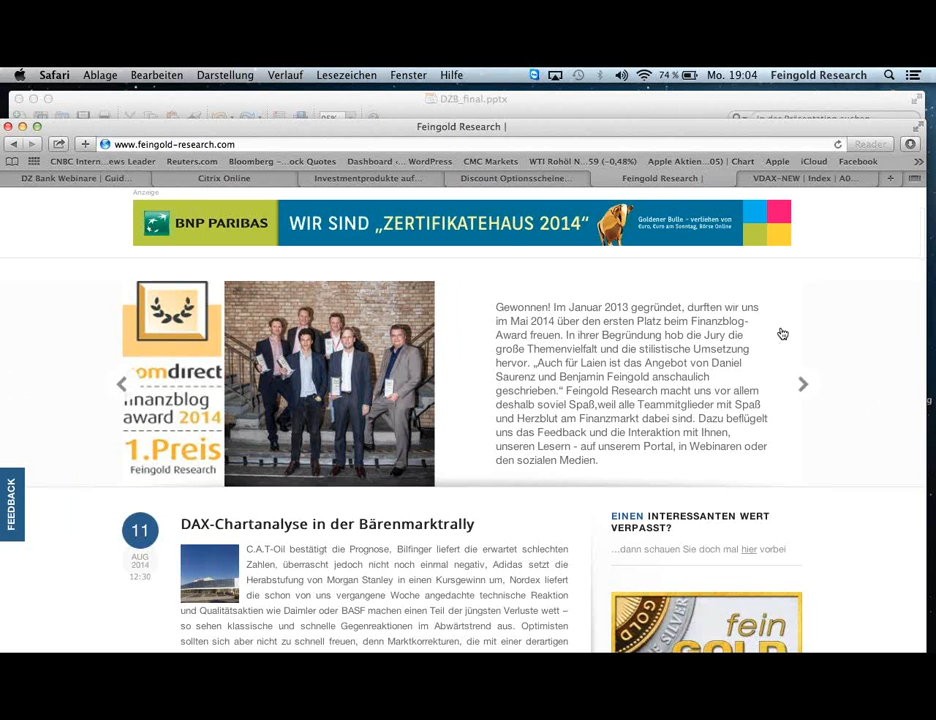 Safari Ablage Bearbeiten Darstellung Verlauf Lesezeichen Fenster Hilfe 74 % Mo. 19:04 Feingold Research
DZB_final.pptx
In der Präsentation suchen
Feingold Research |
www.feingold-research.com Reader
CNBC Intern...ews Leader Reuters.com Bloomberg -...ock Quotes Dashboard ‹... WordPress CMC Markets WTI Rohöl N...59 (-0,48%) Apple Aktien...05) | Chart Apple iCloud Facebook
DZ Bank Webinare | Guid... Citrix Online Investmentprodukte auf... Discount Optionsscheine... Feingold Research | VDAX-NEW | Index | A0...
Anzeige
BNP PARIBAS WIR SIND „ZERTIFIKATEHAUS 2014“
Goldener Bulle - verliehen von
€uro, €uro am Sonntag, Börse Online
omdirect
finanzblog
award 2014
1.Preis
Feingold Research
Gewonnen! Im Januar 2013 gegründet, durften wir uns
im Mai 2014 über den ersten Platz beim Finanzblog-
Award freuen. In ihrer Begründung hob die Jury die
große Themenvielfalt und die stilistische Umsetzung
hervor. „Auch für Laien ist das Angebot von Daniel
Saurenz und Benjamin Feingold anschaulich
geschrieben.“ Feingold Research macht uns vor allem
deshalb soviel Spaß,weil alle Teammitglieder mit Spaß
und Herzblut am Finanzmarkt dabei sind. Dazu beflügelt
uns das Feedback und die Interaktion mit Ihnen,
unseren Lesern - auf unserem Portal, in Webinaren oder
den sozialen Medien.
FEEDBACK
11
AUG
2014
12:30
DAX-Chartanalyse in der Bärenmarktrally
C.A.T-Oil bestätigt die Prognose, Bilfinger liefert die erwartet schlechten
Zahlen, überrascht jedoch nicht noch einmal negativ, Adidas setzt die
Herabstufung von Morgan Stanley in einen Kursgewinn um, Nordex liefert
die schon von uns vergangene Woche angedachte technische Reaktion
und Qualitätsaktien wie Daimler oder BASF machen einen Teil der jüngsten Verluste wett –
so sehen klassische und schnelle Gegenreaktionen im Abwärtstrend aus. Optimisten
sollten sich aber nicht zu schnell freuen, denn Marktkorrekturen, die mit einer derartigen
EINEN INTERESSANTEN WERT
VERPASST?
...dann schauen Sie doch mal hier vorbei
GOLD
SILVER
fein
GOLD